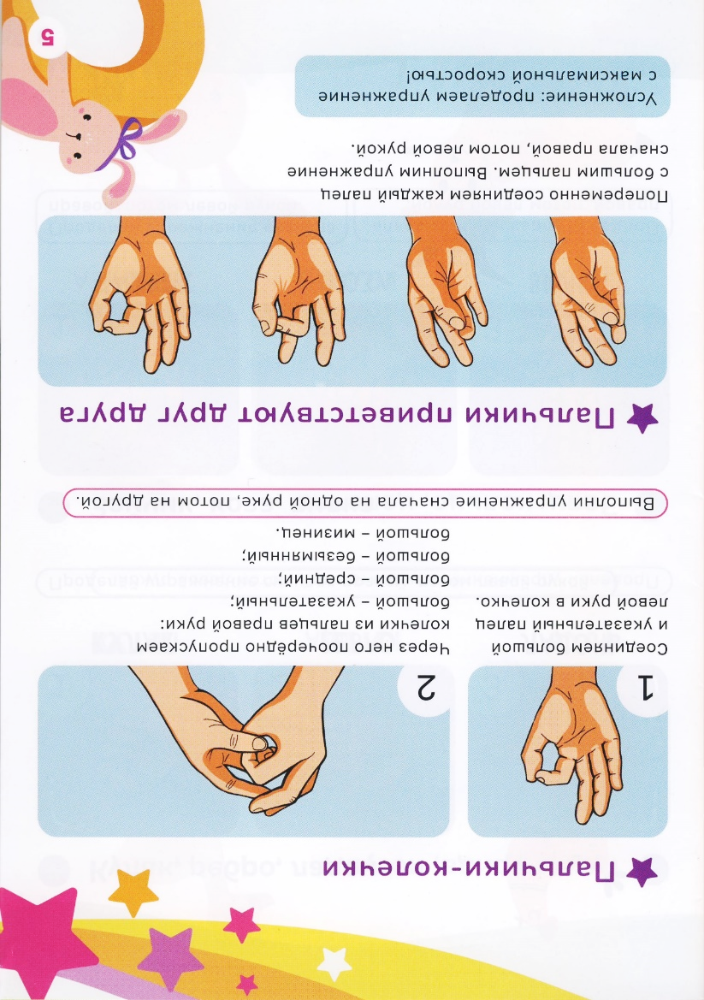 Пальчики-колечки
1
Соединяем большой
и указательный палец
левой руки в колечко.
2
Через него поочерёдно пропускаем
колечки из пальцев правой руки:
большой – указательный;
большой – средний;
большой – безымянный;
большой – мизинец.
Выполни упражнение сначала на одной руке, потом на другой.
Пальчики приветствуют друг друга
Попеременно соединяем каждый палец
с большим пальцем. Выполним упражнение
сначала правой, потом левой рукой.
Усложнение: проделаем упражнение
с максимальной скоростью!
5